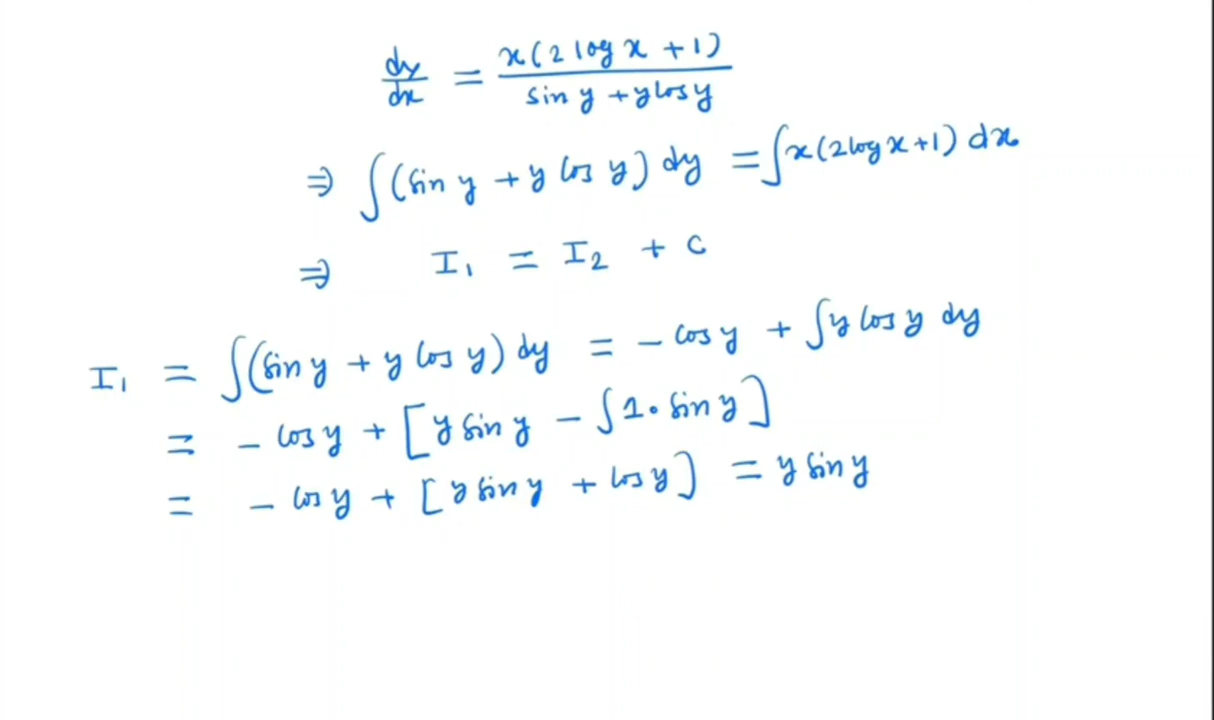 dy/dx = x(2 log x + 1) / sin y + y cos y
⇒ ∫(sin y + y cos y) dy = ∫x(2 log x + 1) dx
⇒ I₁ = I₂ + c
I₁ = ∫(sin y + y cos y) dy = - cos y + ∫y cos y dy
= - cos y + [y sin y - ∫1. sin y]
= - cos y + [y sin y + cos y] = y sin y